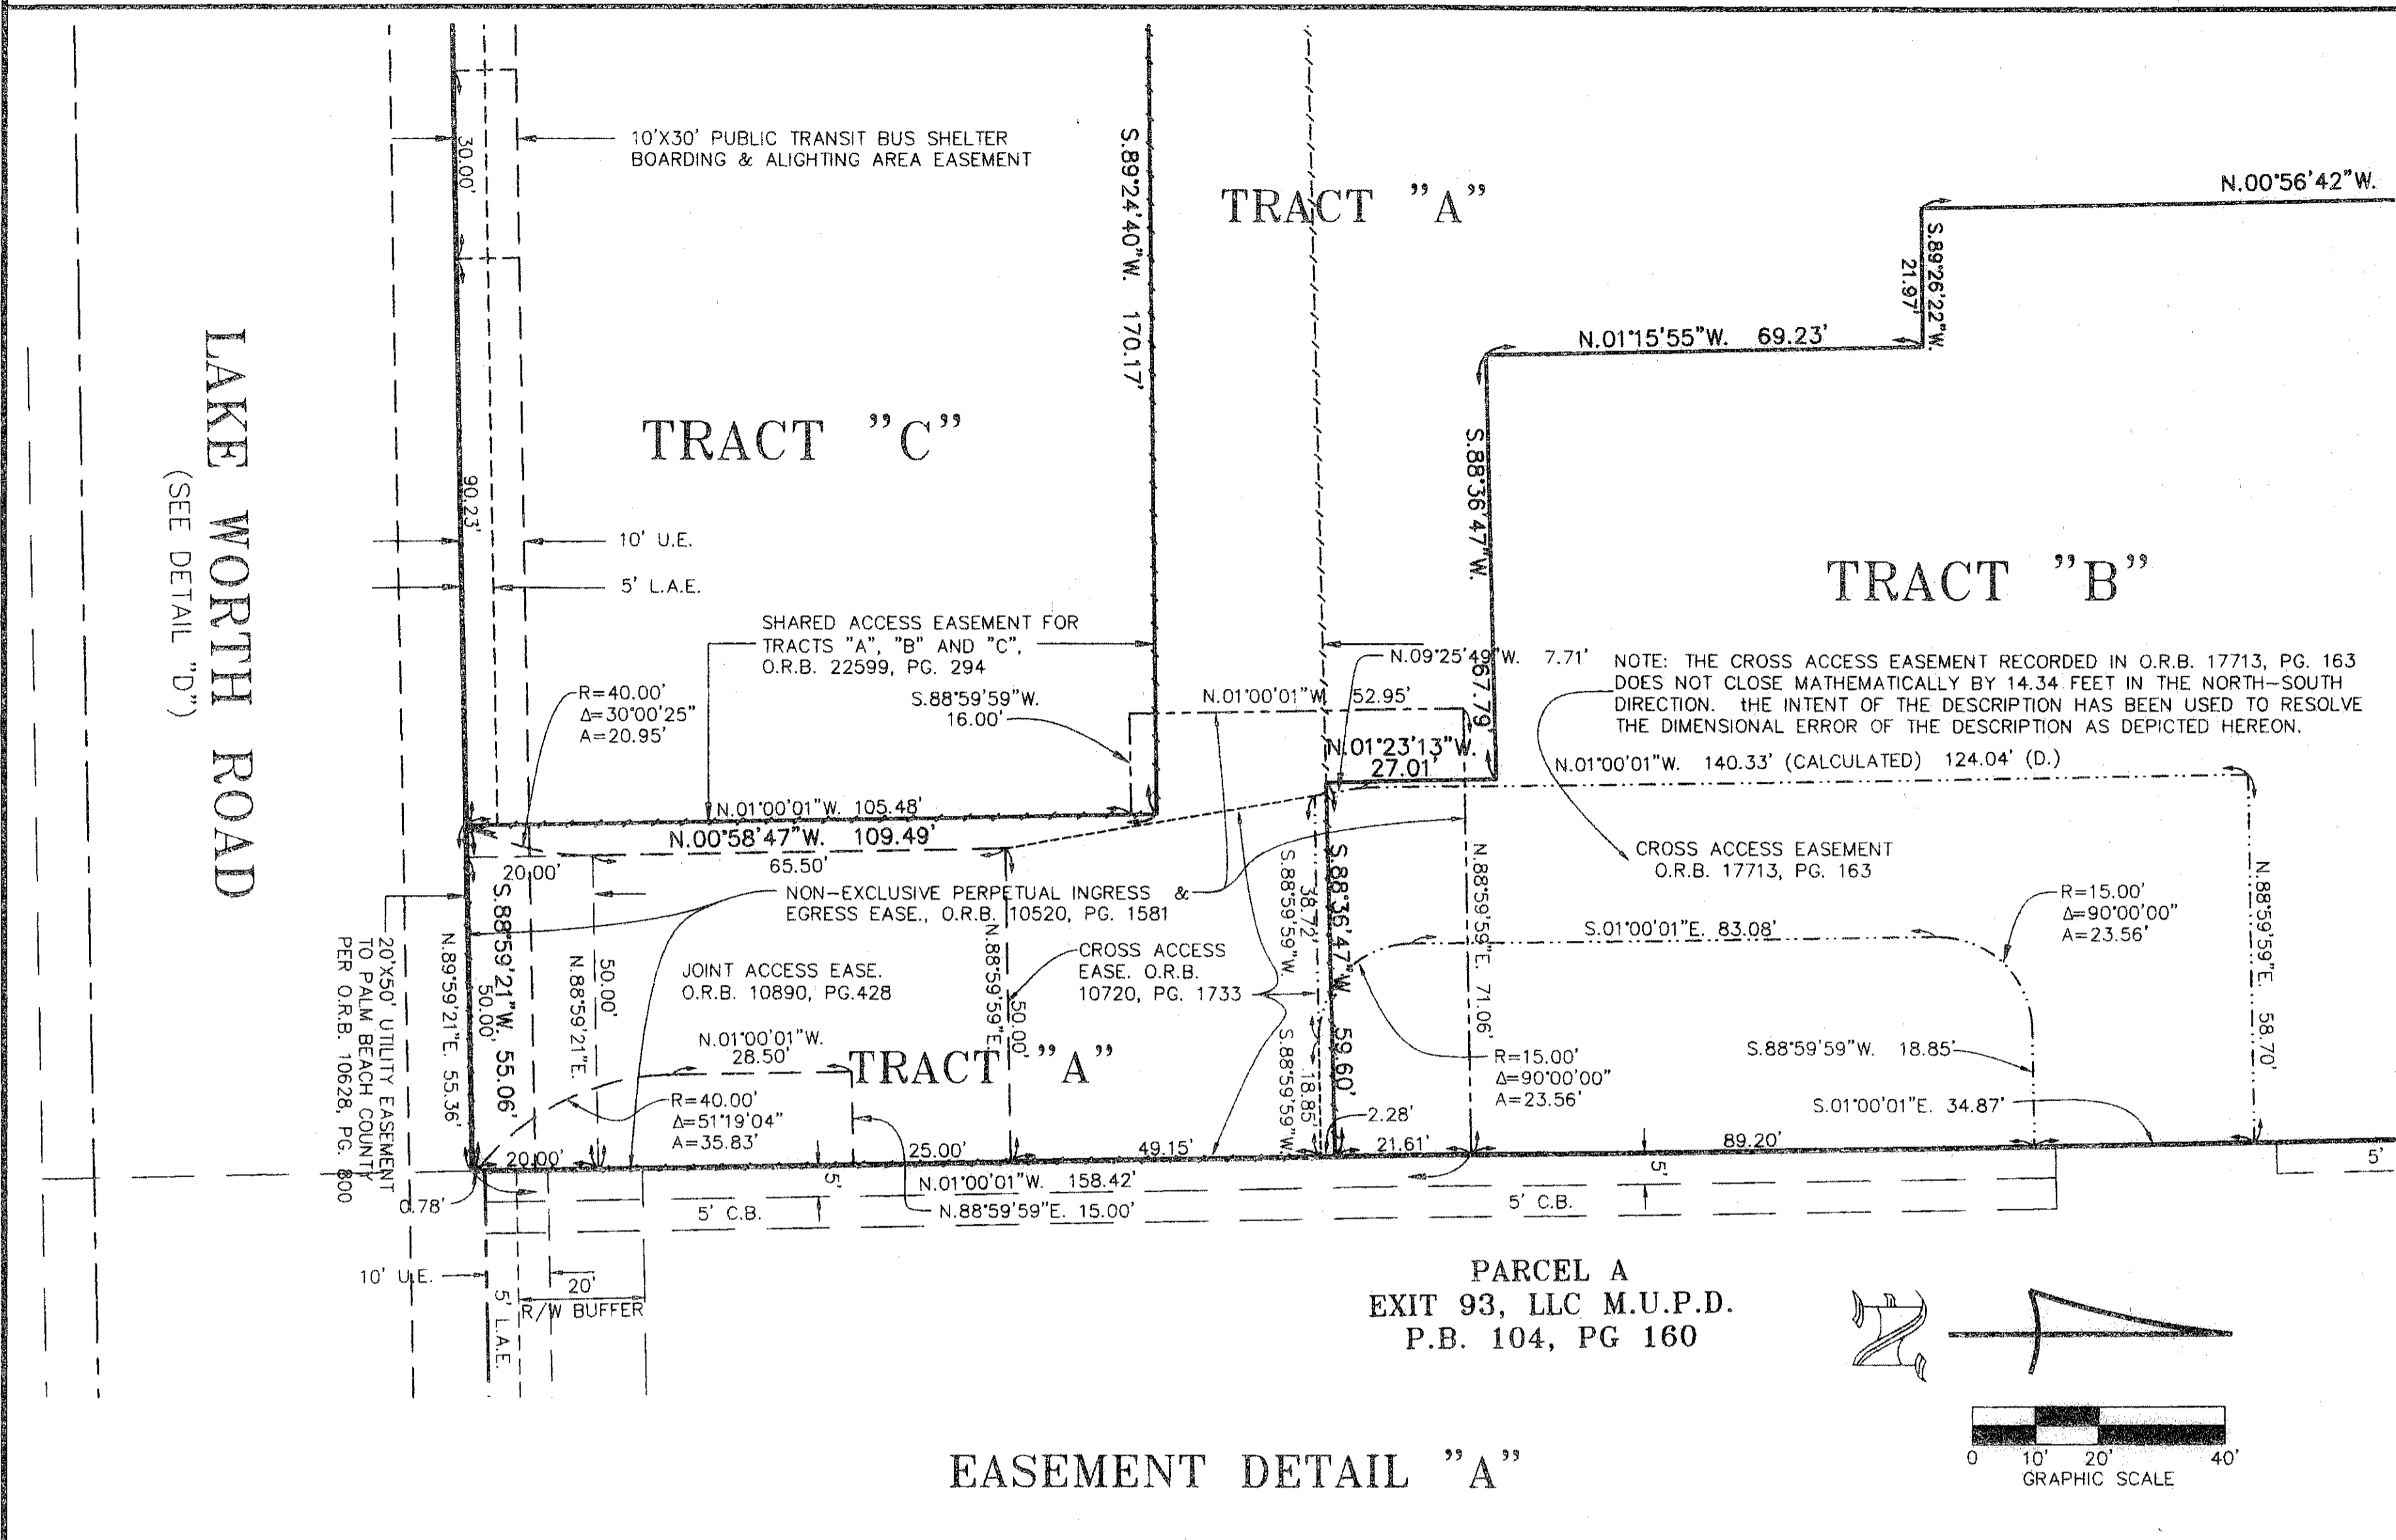 10'X30' PUBLIC TRANSIT BUS SHELTER
BOARDING & ALIGHTING AREA EASEMENT
30.00'
S.89°24'40"W. 170.17'
TRACT "A"
N.00°56'42"W.
S.89°26'22"W.
21.97'
N.01°15'55"W. 69.23'
LAKE WORTH ROAD
(SEE DETAIL "D")
TRACT "C"
90.23'
10' U.E.
5' L.A.E.
S.88°36'47"W.
67.79'
TRACT "B"
SHARED ACCESS EASEMENT FOR
TRACTS "A", "B" AND "C",
O.R.B. 22599, PG. 294
R=40.00'
Δ=30°00'25"
A=20.95'
S.88°59'59"W.
16.00'
N.01°00'01"W. 52.95'
N.09°25'49"W. 7.71'
NOTE: THE CROSS ACCESS EASEMENT RECORDED IN O.R.B. 17713, PG. 163
DOES NOT CLOSE MATHEMATICALLY BY 14.34 FEET IN THE NORTH-SOUTH
DIRECTION. tHE INTENT OF THE DESCRIPTION HAS BEEN USED TO RESOLVE
THE DIMENSIONAL ERROR OF THE DESCRIPTION AS DEPICTED HEREON.
N.01°23'13"W.
27.01'
N.01°00'01"W. 140.33' (CALCULATED) 124.04' (D.)
N.01°00'01"W. 105.48'
N.00°58'47"W. 109.49'
65.50'
20.00'
NON-EXCLUSIVE PERPETUAL INGRESS &
EGRESS EASE., O.R.B. 10520, PG. 1581
CROSS ACCESS EASEMENT
O.R.B. 17713, PG. 163
R=15.00'
Δ=90°00'00"
A=23.56'
S.01°00'01"E. 83.08'
N.88°59'59"E. 58.70'
20'X50' UTILITY EASEMENT
TO PALM BEACH COUNTY
PER O.R.B. 10628, PG. 800
N.89°59'21"E. 55.36'
S.88°59'21"W. 55.06'
50.00'
N.88°59'21"E.
50.00'
JOINT ACCESS EASE.
O.R.B. 10890, PG.428
N.88°59'59"E.
50.00'
CROSS ACCESS
EASE. O.R.B.
10720, PG. 1733
S.88°59'59"W.
38.72'
S.88°36'47"W. 59.60'
N.88°59'59"E. 71.06'
S.88°59'59"W.
18.85'
N.01°00'01"W.
28.50'
TRACT "A"
R=40.00'
Δ=51°19'04"
A=35.83'
R=15.00'
Δ=90°00'00"
A=23.56'
S.88°59'59"W. 18.85'
S.01°00'01"E. 34.87'
2.28'
20.00'
25.00'
49.15'
21.61'
89.20'
0.78'
5'
N.01°00'01"W. 158.42'
N.88°59'59"E. 15.00'
5' C.B.
5'
5' C.B.
5'
10' U.E.
5' L.A.E.
20'
R/W BUFFER
PARCEL A
EXIT 93, LLC M.U.P.D.
P.B. 104, PG 160
N
0 10' 20' 40'
GRAPHIC SCALE
EASEMENT DETAIL "A"